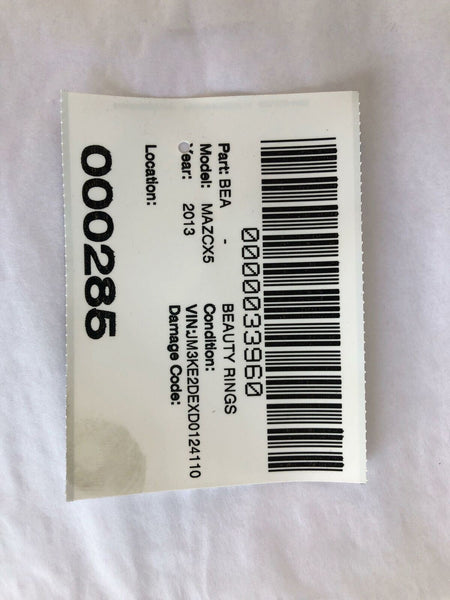 0000033960
Part: BEA - BEAUTY RINGS
Model: MAZCX5 Condition:
Year: 2013 VIN:JM3KE2DEXD0124110
Damage Code:
Location:
000285